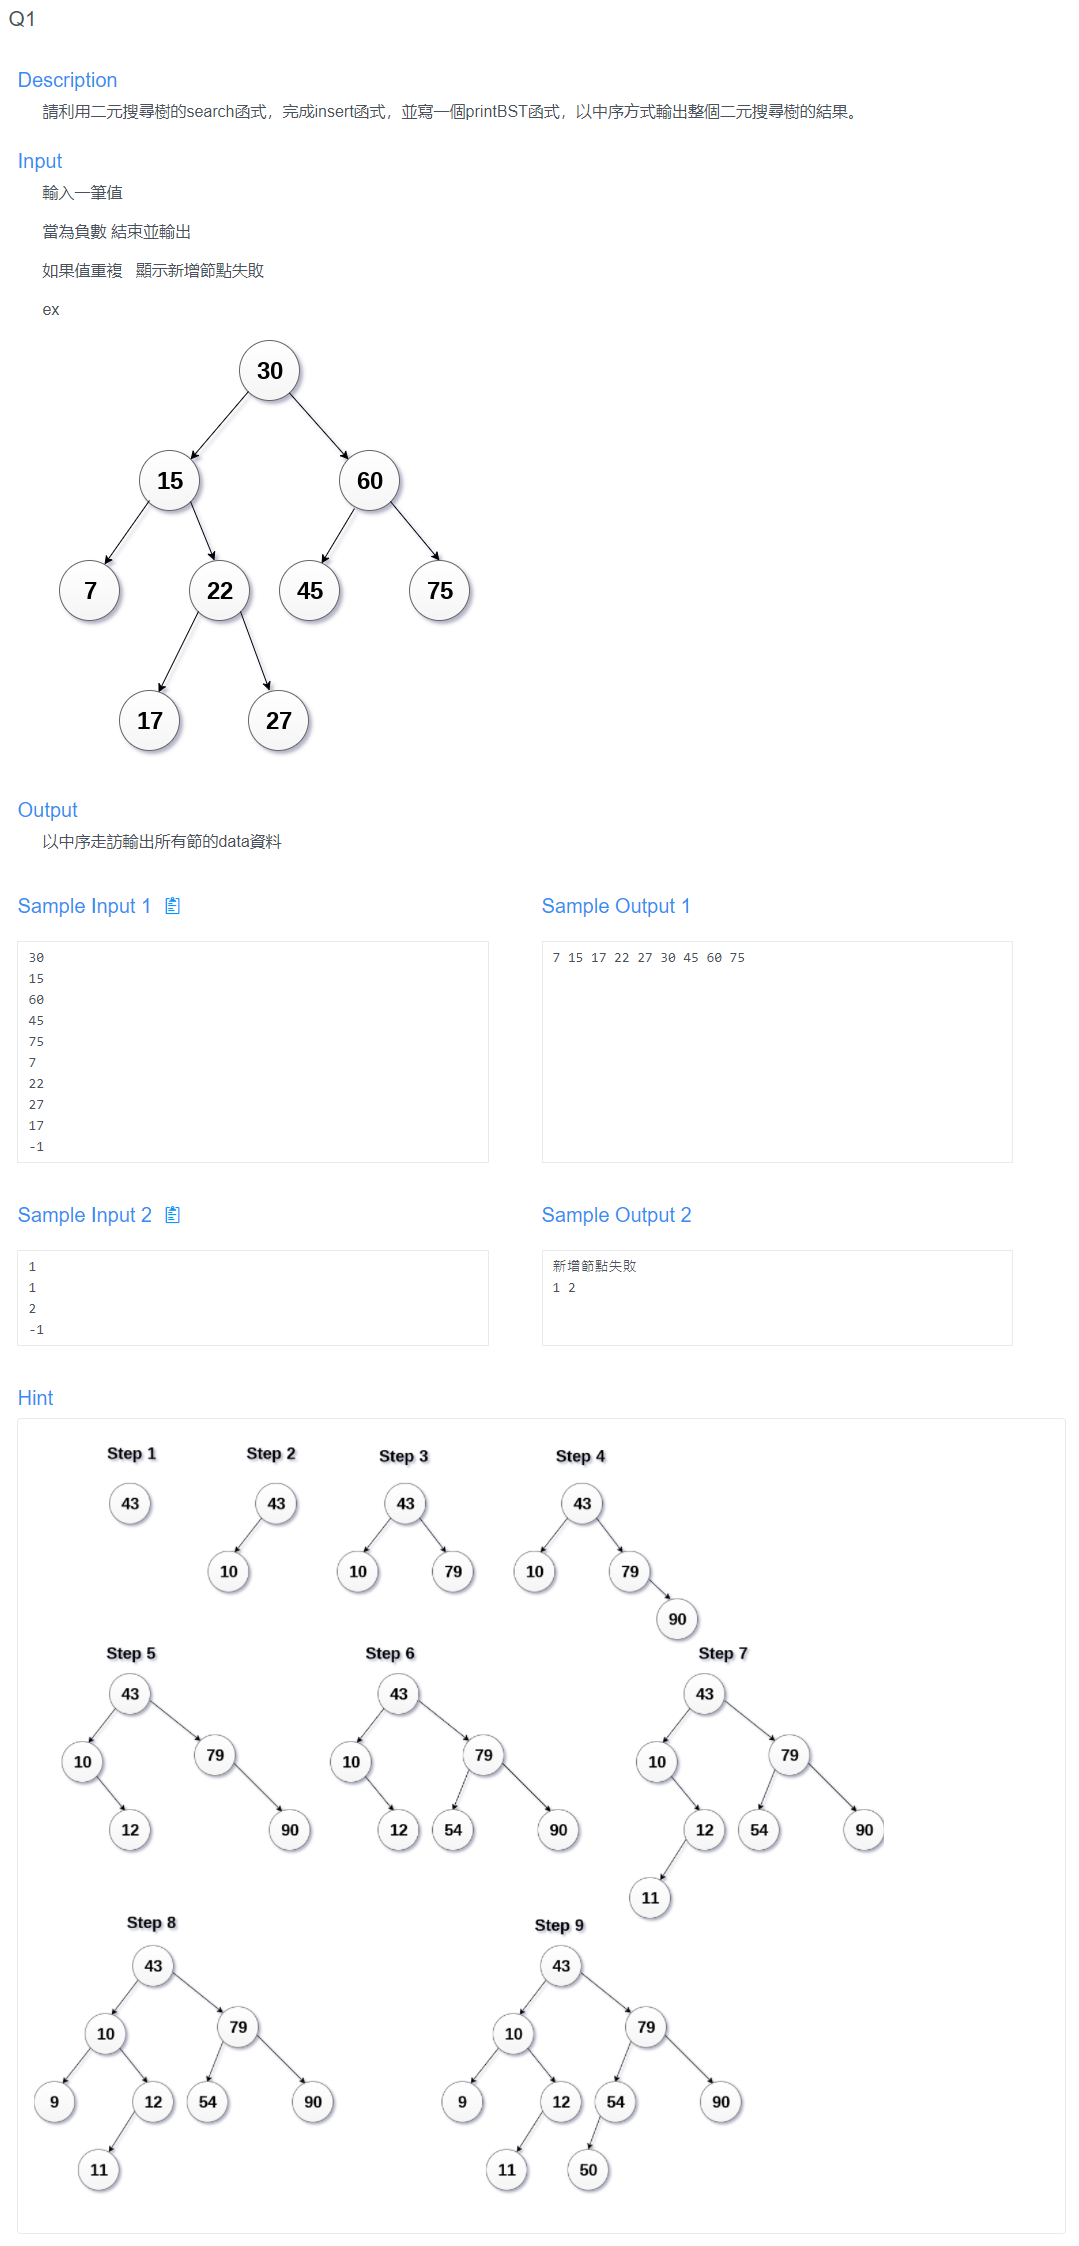 Q1
Description
請利用二元搜尋樹的search函式，完成insert函式，並寫一個printBST函式，以中序方式輸出整個二元搜尋樹的結果。
Input
輸入一筆值
當為負數 結束並輸出
如果值重複 顯示新增節點失敗
ex
30
15 60
7 22 45 75
17 27
Output
以中序走訪輸出所有節的data資料
Sample Input 1
30
15
60
45
75
7
22
27
17
-1
Sample Output 1
7 15 17 22 27 30 45 60 75
Sample Input 2
1
1
2
-1
Sample Output 2
新增節點失敗
1 2
Hint
Step 1
43
Step 2
43
10
Step 3
43
10 79
Step 4
43
10 79
90
Step 5
43
10 79
12 90
Step 6
43
10 79
12 54 90
Step 7
43
10 79
12 54 90
11
Step 8
43
10 79
9 12 54 90
11
Step 9
43
10 79
9 12 54 90
11 50